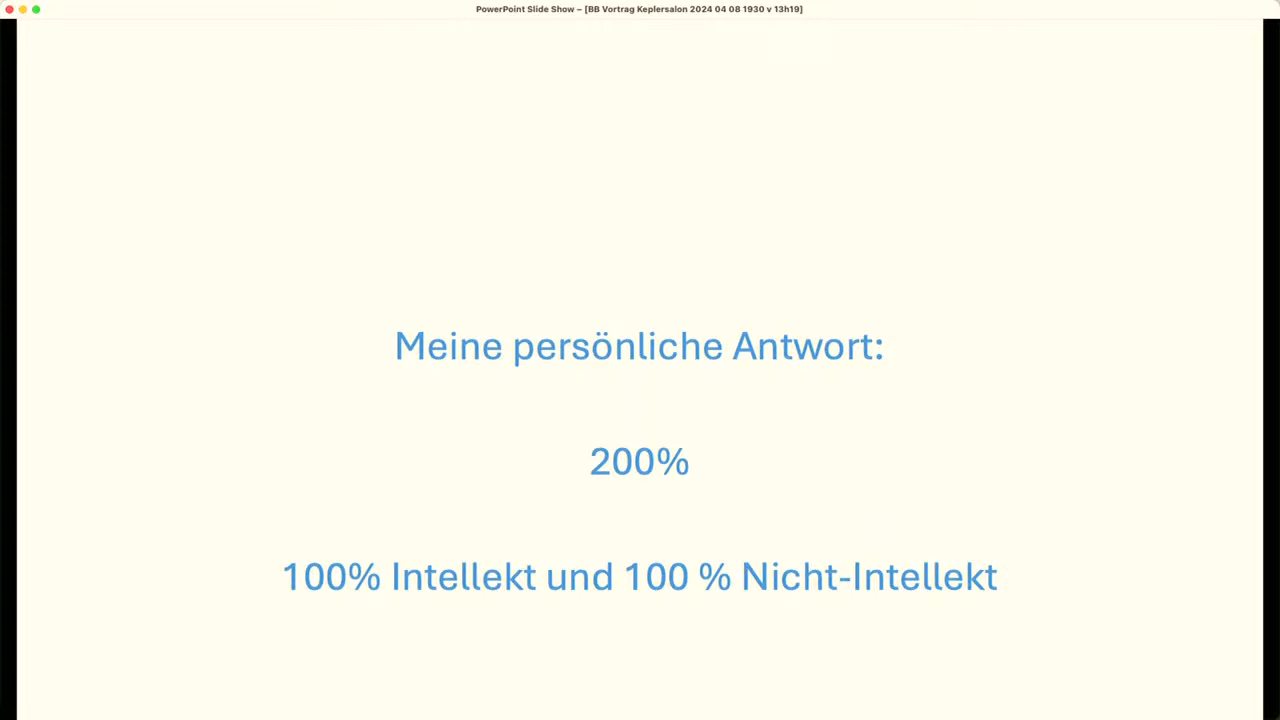 PowerPoint Slide Show – [BB Vortrag Keplersalon 2024 04 08 1930 v 13h19]
Meine persönliche Antwort:
200%
100% Intellekt und 100 % Nicht-Intellekt